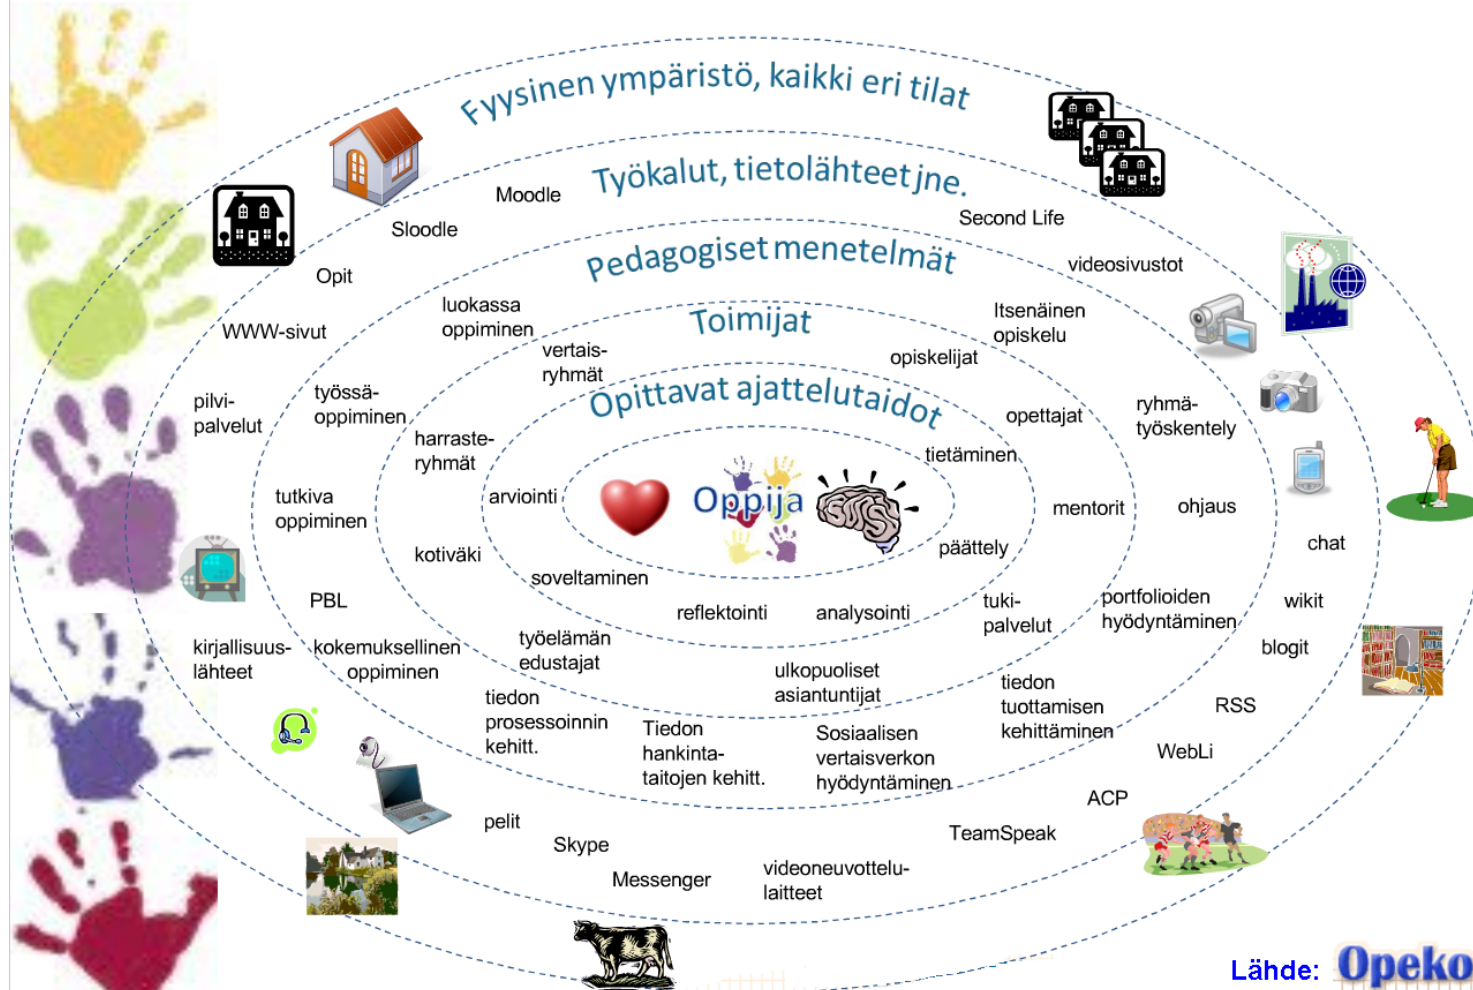 Fyysinen ympäristö, kaikki eri tilat
Työkalut, tietolähteet jne.
Moodle
Sloodle
Second Life
Opit
videosivustot
WWW-sivut
pilvi-
palvelut
kirjallisuus-
lähteet
pelit
Skype
Messenger
videoneuvottelu-
laitteet
TeamSpeak
ACP
WebLi
RSS
blogit
wikit
chat
Pedagogiset menetelmät
luokassa
oppiminen
Itsenäinen
opiskelu
työssä-
oppiminen
ryhmä-
työskentely
tutkiva
oppiminen
ohjaus
PBL
portfolioiden
hyödyntäminen
kokemuksellinen
oppiminen
tiedon
prosessoinnin
kehitt.
Tiedon
hankinta-
taitojen kehitt.
Sosiaalisen
vertaisverkon
hyödyntäminen
tiedon
tuottamisen
kehittäminen
Toimijat
vertais-
ryhmät
opiskelijat
harraste-
ryhmät
opettajat
kotiväki
mentorit
työelämän
edustajat
ulkopuoliset
asiantuntijat
tuki-
palvelut
Opittavat ajattelutaidot
tietäminen
arviointi
päättely
soveltaminen
reflektointi
analysointi
Oppija
Lähde: Opeko